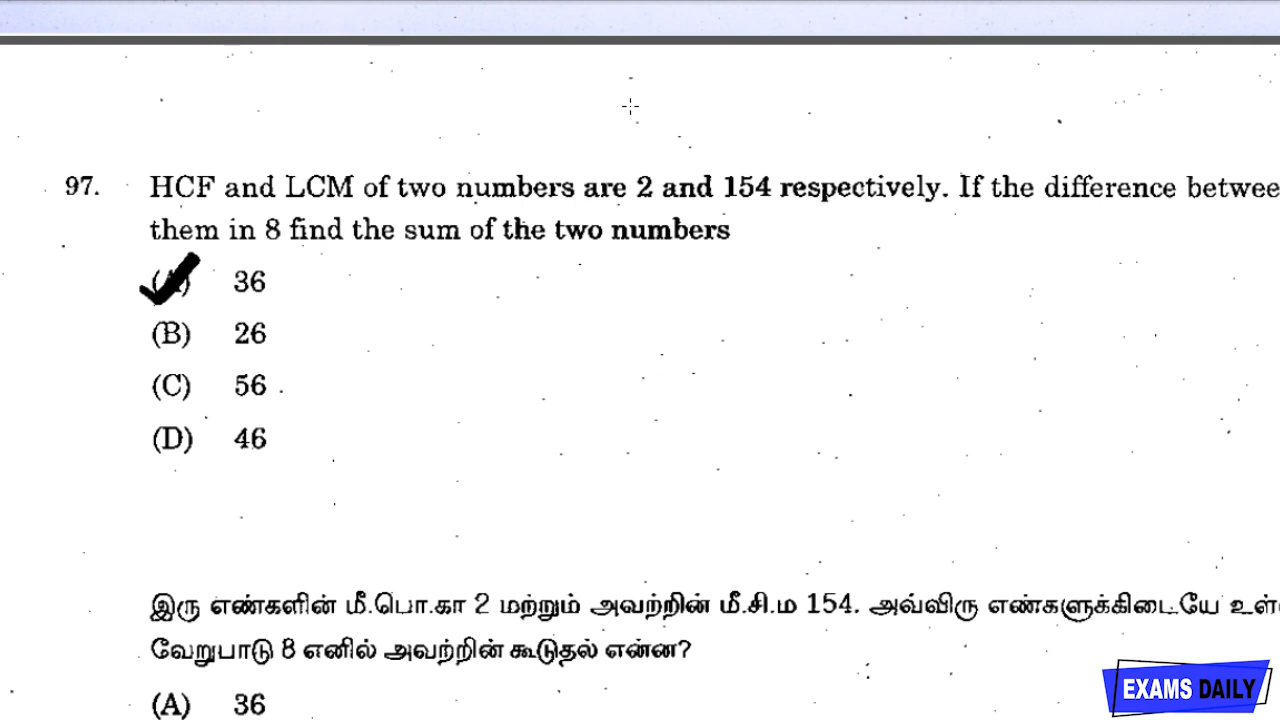 97. HCF and LCM of two numbers are 2 and 154 respectively. If the difference
them in 8 find the sum of the two numbers
(A) 36
(B) 26
(C) 56
(D) 46
இரு எண்களின் மீ.பொ.கா 2 மற்றும் அவற்றின் மீ.சி.ம 154. அவ்விரு எண்களுக்கிடையே
வேறுபாடு 8 எனில் அவற்றின் கூடுதல் என்ன?
(A) 36
EXAMS DAILY